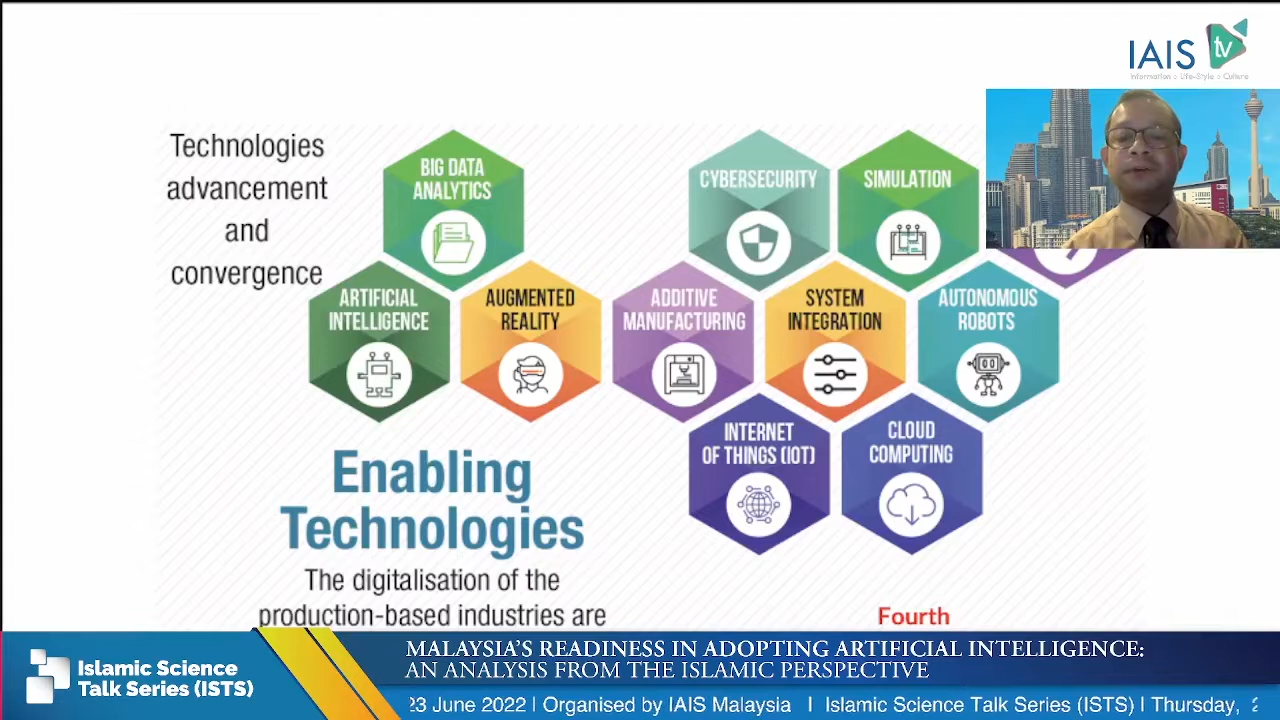 IAIS tv
Information • Life-Style • Culture
Technologies
advancement
and
convergence
BIG DATA
ANALYTICS
CYBERSECURITY
SIMULATION
ARTIFICIAL
INTELLIGENCE
AUGMENTED
REALITY
ADDITIVE
MANUFACTURING
SYSTEM
INTEGRATION
AUTONOMOUS
ROBOTS
INTERNET
OF THINGS (IOT)
CLOUD
COMPUTING
Enabling
Technologies
The digitalisation of the
production-based industries are
Fourth
Islamic Science
Talk Series (ISTS)
MALAYSIA'S READINESS IN ADOPTING ARTIFICIAL INTELLIGENCE:
AN ANALYSIS FROM THE ISLAMIC PERSPECTIVE
23 June 2022 | Organised by IAIS Malaysia | Islamic Science Talk Series (ISTS) | Thursday,